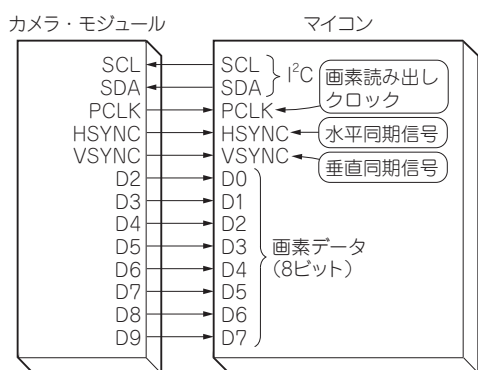 カメラ・モジュール
マイコン
SCL
SDA
PCLK
HSYNC
VSYNC
D2
D3
D4
D5
D6
D7
D8
D9
SCL
SDA
PCLK
HSYNC
VSYNC
D0
D1
D2
D3
D4
D5
D6
D7
I²C
画素読み出し
クロック
水平同期信号
垂直同期信号
画素データ
(8ビット)